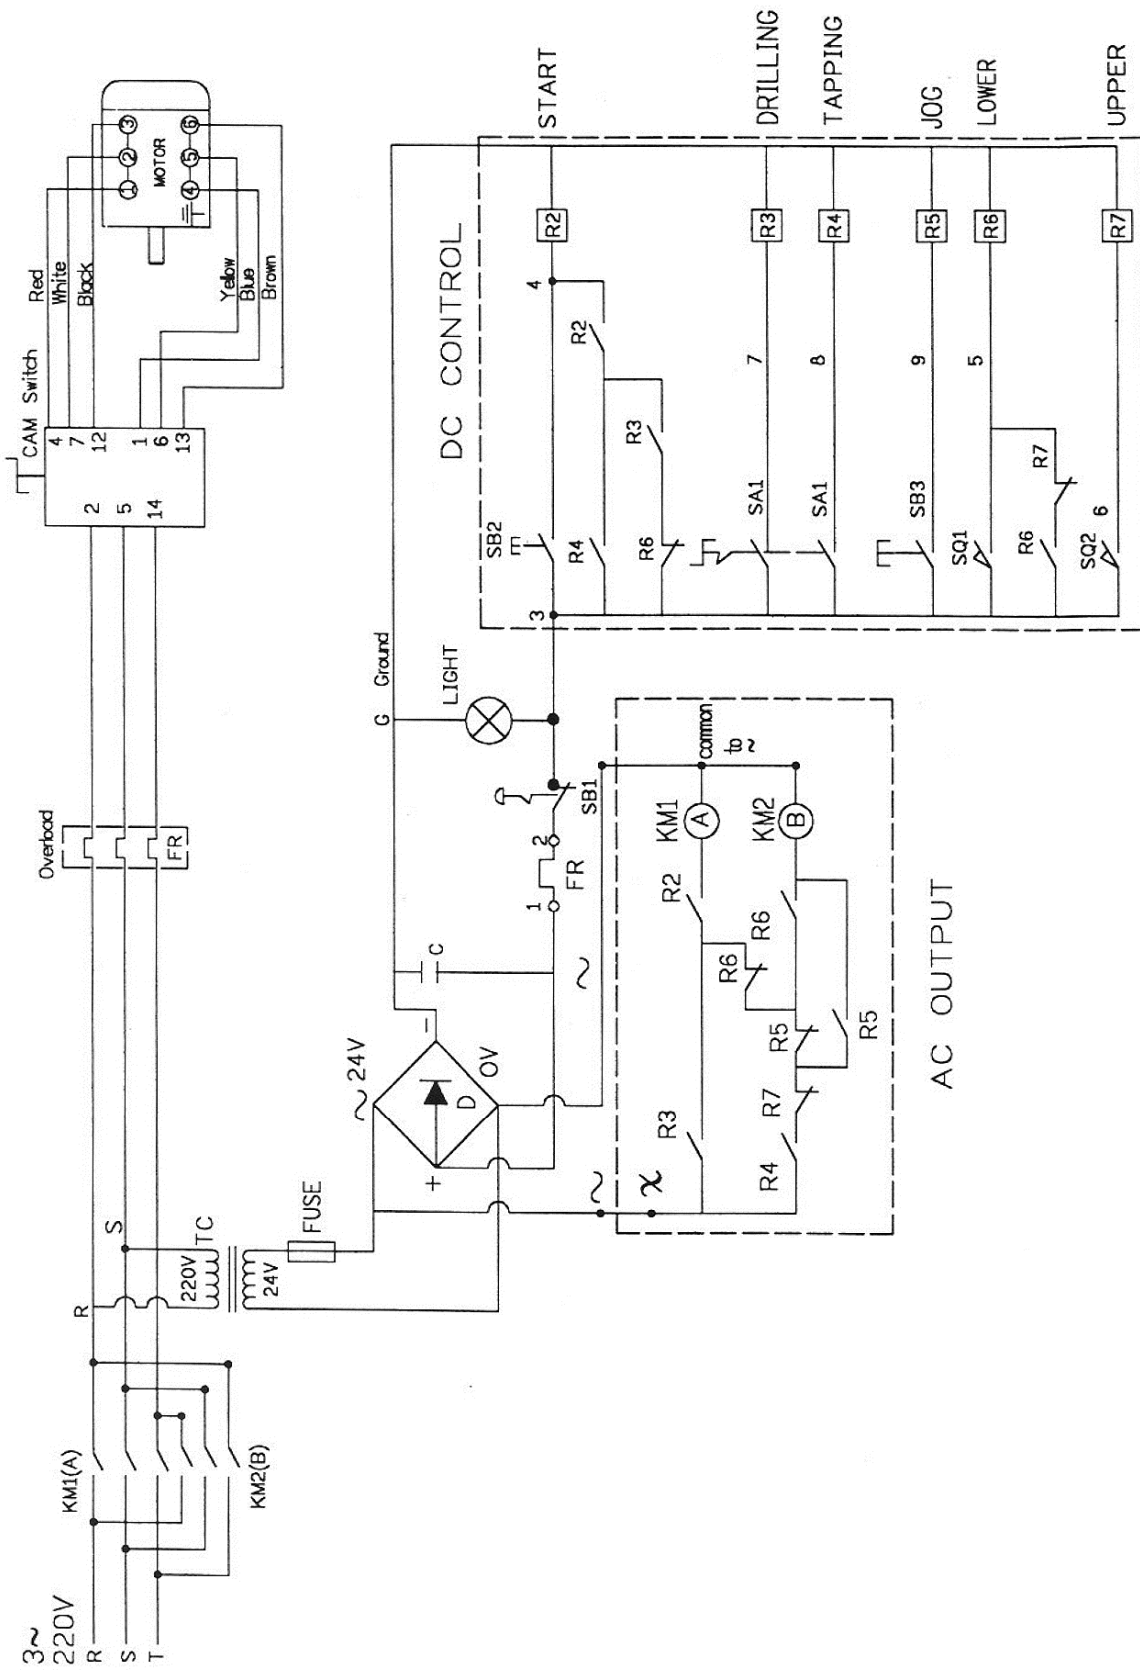 3~
220V
R
S
T
KM1(A)
KM2(B)
R
S
220V
TC
24V
FUSE
Overload
FR
CAM Switch
2
5
14
4
7
12
1
6
13
Red
White
Black
Yellow
Blue
Brown
MOTOR
1
2
3
4
5
6
~24V
D
0V
+
-
C
~
G
Ground
LIGHT
1
FR
2
SB1
DC CONTROL
3
SB2
4
R2
START
R4
R2
R6
R3
SA1
7
R3
DRILLING
SA1
8
R4
TAPPING
SB3
9
R5
JOG
SQ1
5
R6
LOWER
R6
R7
SQ2
6
R7
UPPER
~
x
R3
R2
KM1
A
common
to ~
R6
R4
R7
R5
R6
KM2
B
R5
AC OUTPUT